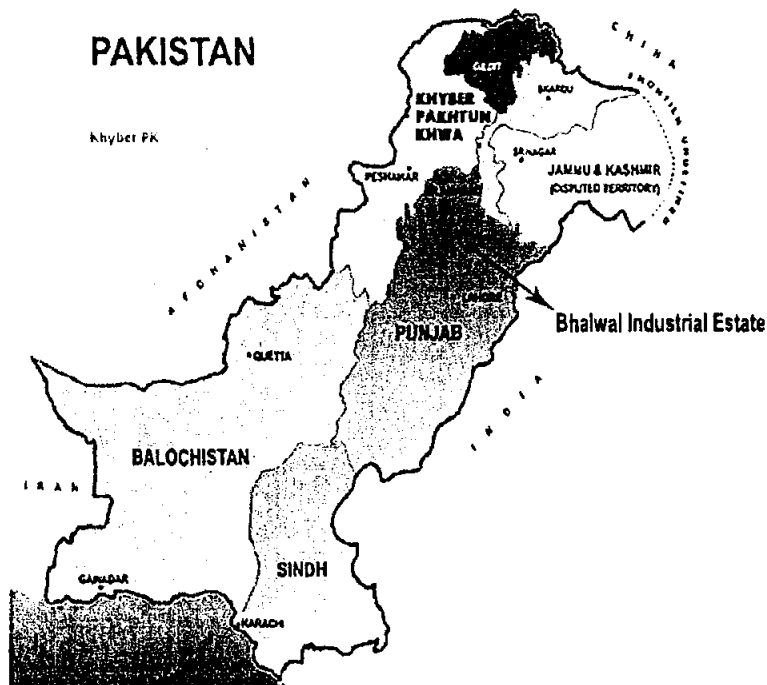 PAKISTAN
CHINA
GILGIT
SKARDU
KHYBER
PAKHTUN
KHWA
Khyber PK
SRINAGAR
PESHAWAR
JAMMU & KASHMIR
(DISPUTED TERRITORY)
AFGHANISTAN
LAHORE
Bhalwal Industrial Estate
PUNJAB
QUETTA
INDIA
BALOCHISTAN
IRAN
SINDH
GAWADAR
KARACHI